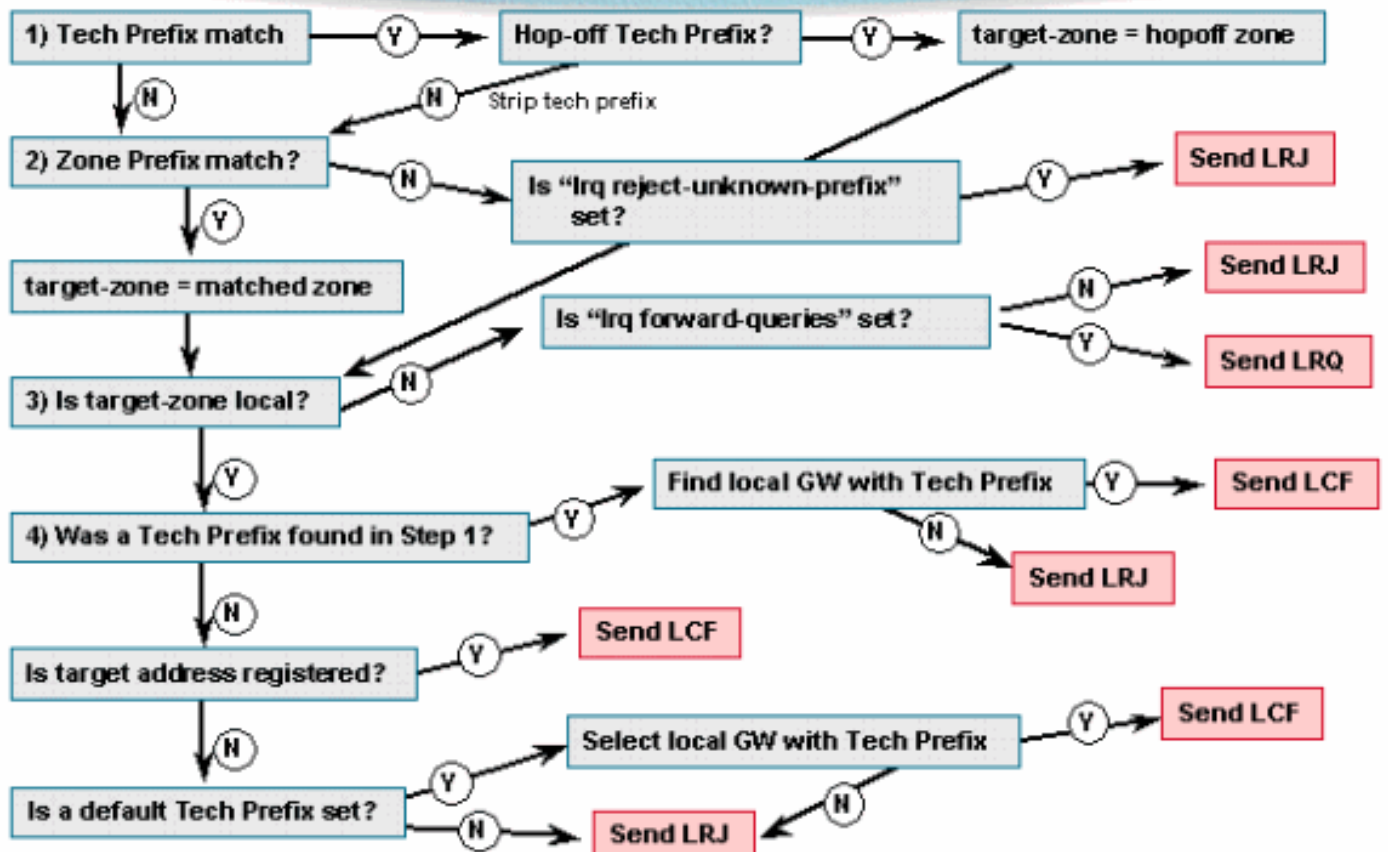 1) Tech Prefix match
Y
Hop-off Tech Prefix?
Y
target-zone = hopoff zone
N
N
Strip tech prefix
2) Zone Prefix match?
N
Is “lrq reject-unknown-prefix”
set?
Y
Send LRJ
Y
target-zone = matched zone
Is “lrq forward-queries” set?
N
Send LRJ
Y
Send LRQ
3) Is target-zone local?
N
Y
Find local GW with Tech Prefix
Y
Send LCF
4) Was a Tech Prefix found in Step 1?
Y
N
Send LRJ
N
Send LCF
Is target address registered?
Y
N
Select local GW with Tech Prefix
Y
Send LCF
Is a default Tech Prefix set?
Y
N
N
Send LRJ